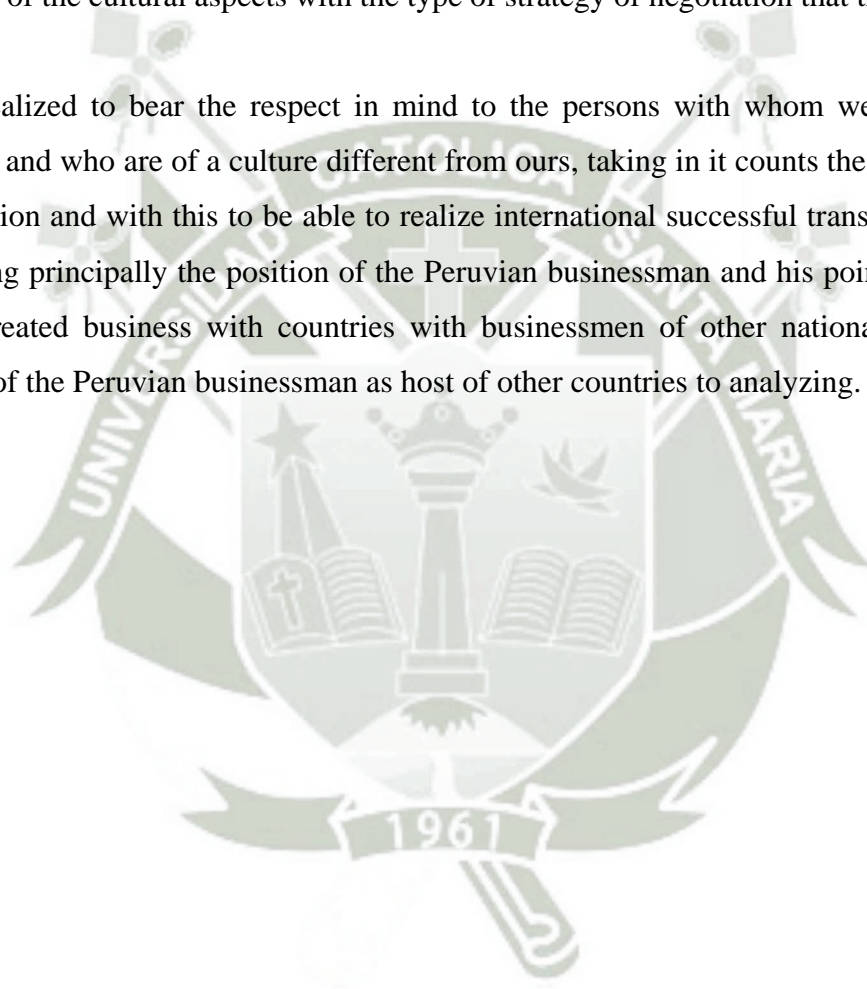 of the cultural aspects with the type of strategy of negotiation that
alized to bear the respect in mind to the persons with whom we
and who are of a culture different from ours, taking in it counts the
ion and with this to be able to realize international successful trans
ng principally the position of the Peruvian businessman and his poin
reated business with countries with businessmen of other national
of the Peruvian businessman as host of other countries to analyzing.
UNIVERSIDAD CATOLICA SANTA MARIA
1961